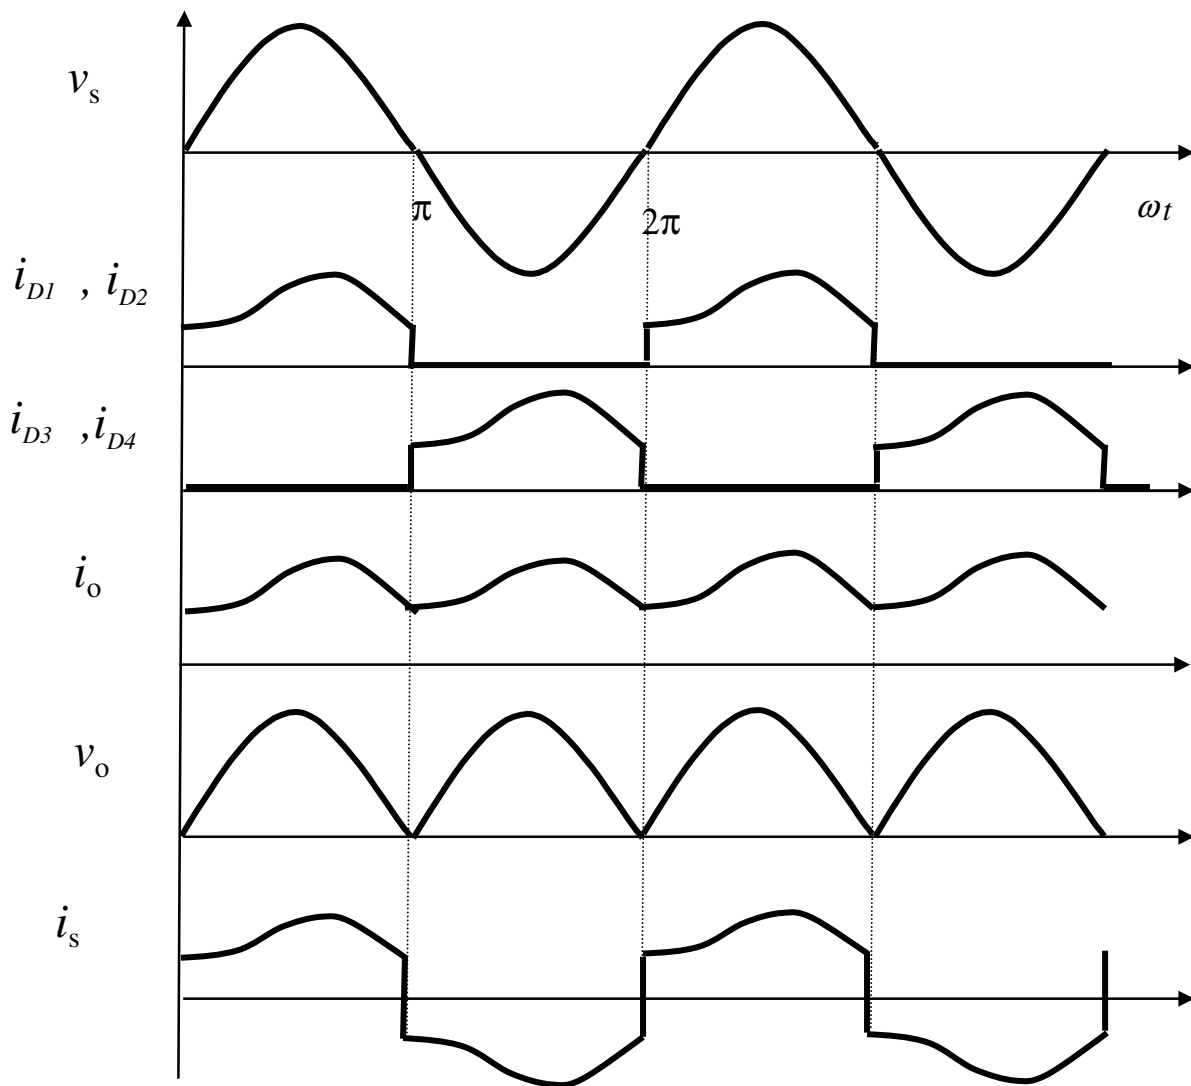 v_s
π
2π
ωt
i_D1 , i_D2
i_D3 , i_D4
i_o
v_o
i_s